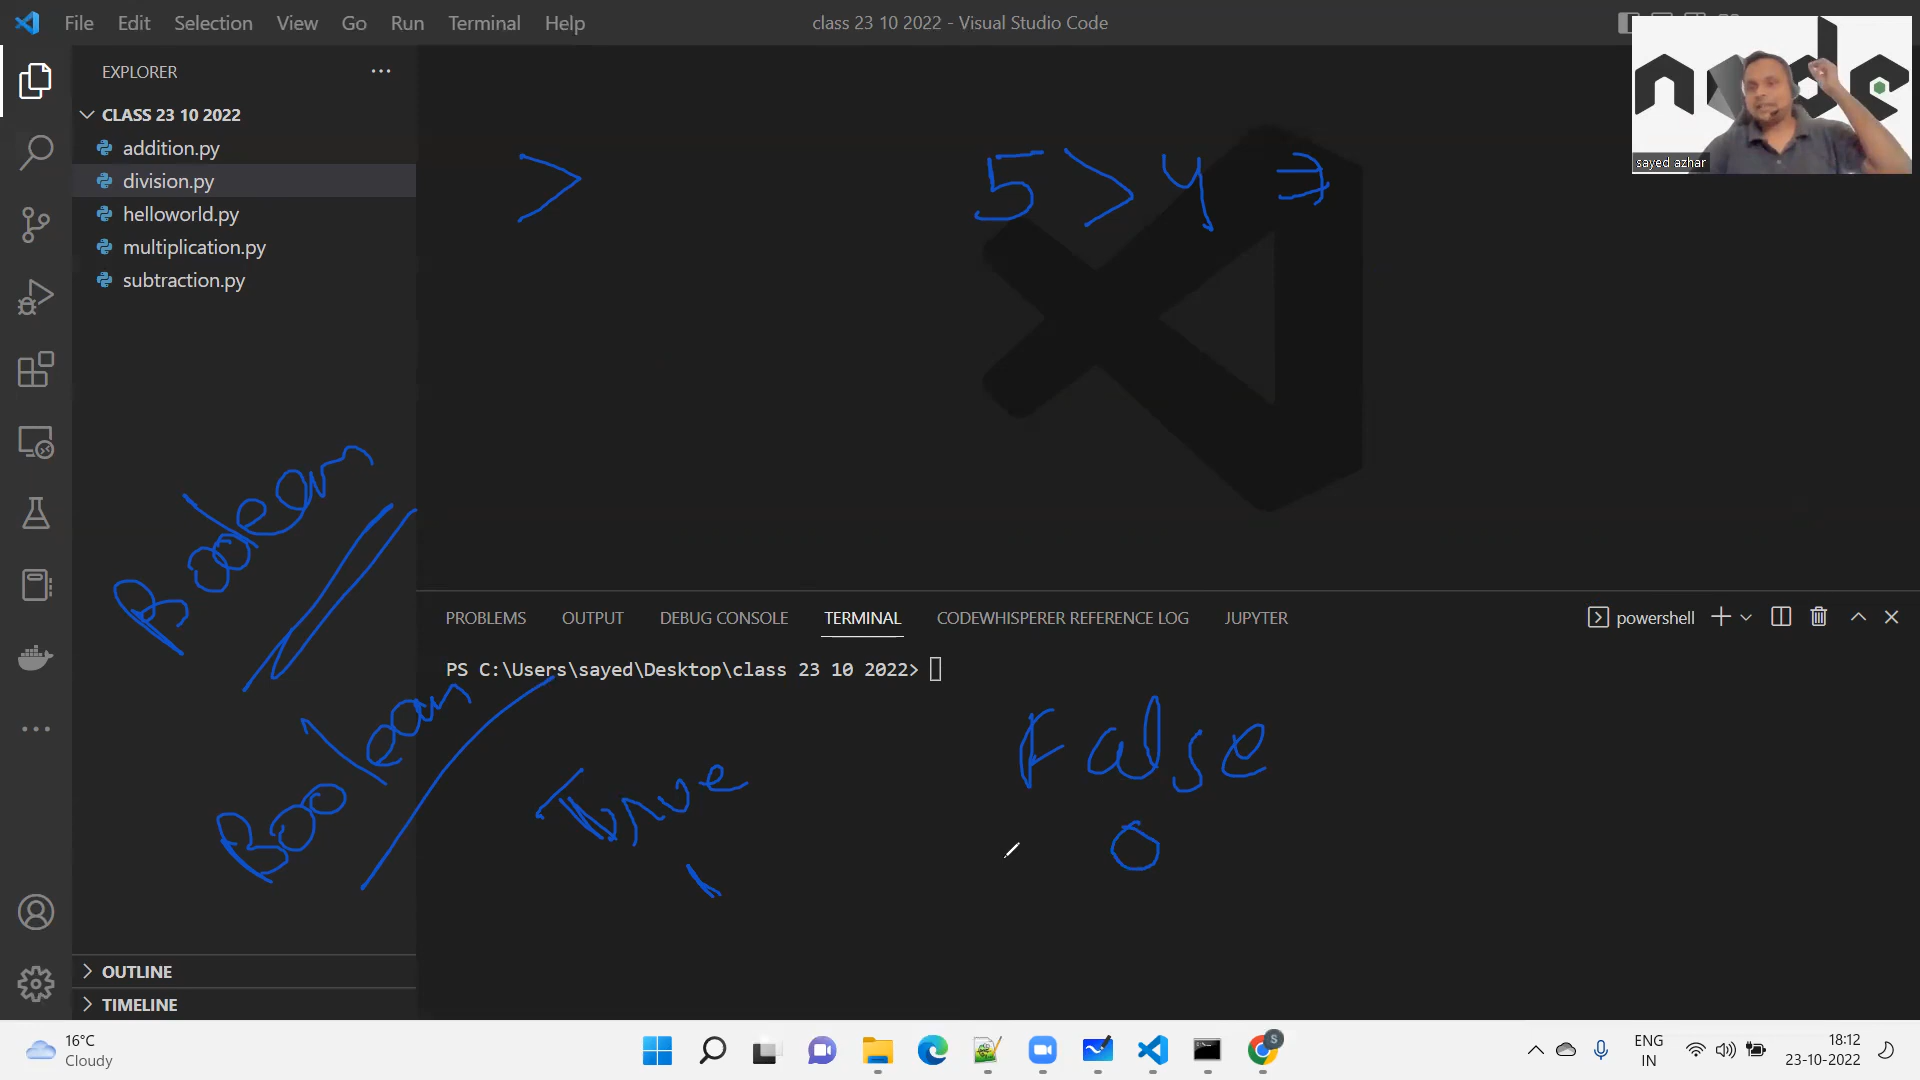 File Edit Selection View Go Run Terminal Help
class 23 10 2022 - Visual Studio Code
node
sayed azhar
EXPLORER
CLASS 23 10 2022
addition.py
division.py
helloworld.py
multiplication.py
subtraction.py
> 5 > 4 ⇒
Boolean
Boolean
PROBLEMS OUTPUT DEBUG CONSOLE TERMINAL CODEWHISPERER REFERENCE LOG JUPYTER
powershell
PS C:\Users\sayed\Desktop\class 23 10 2022>
True False
1 0
OUTLINE
TIMELINE
16°C
Cloudy
S
ENG
IN
18:12
23-10-2022